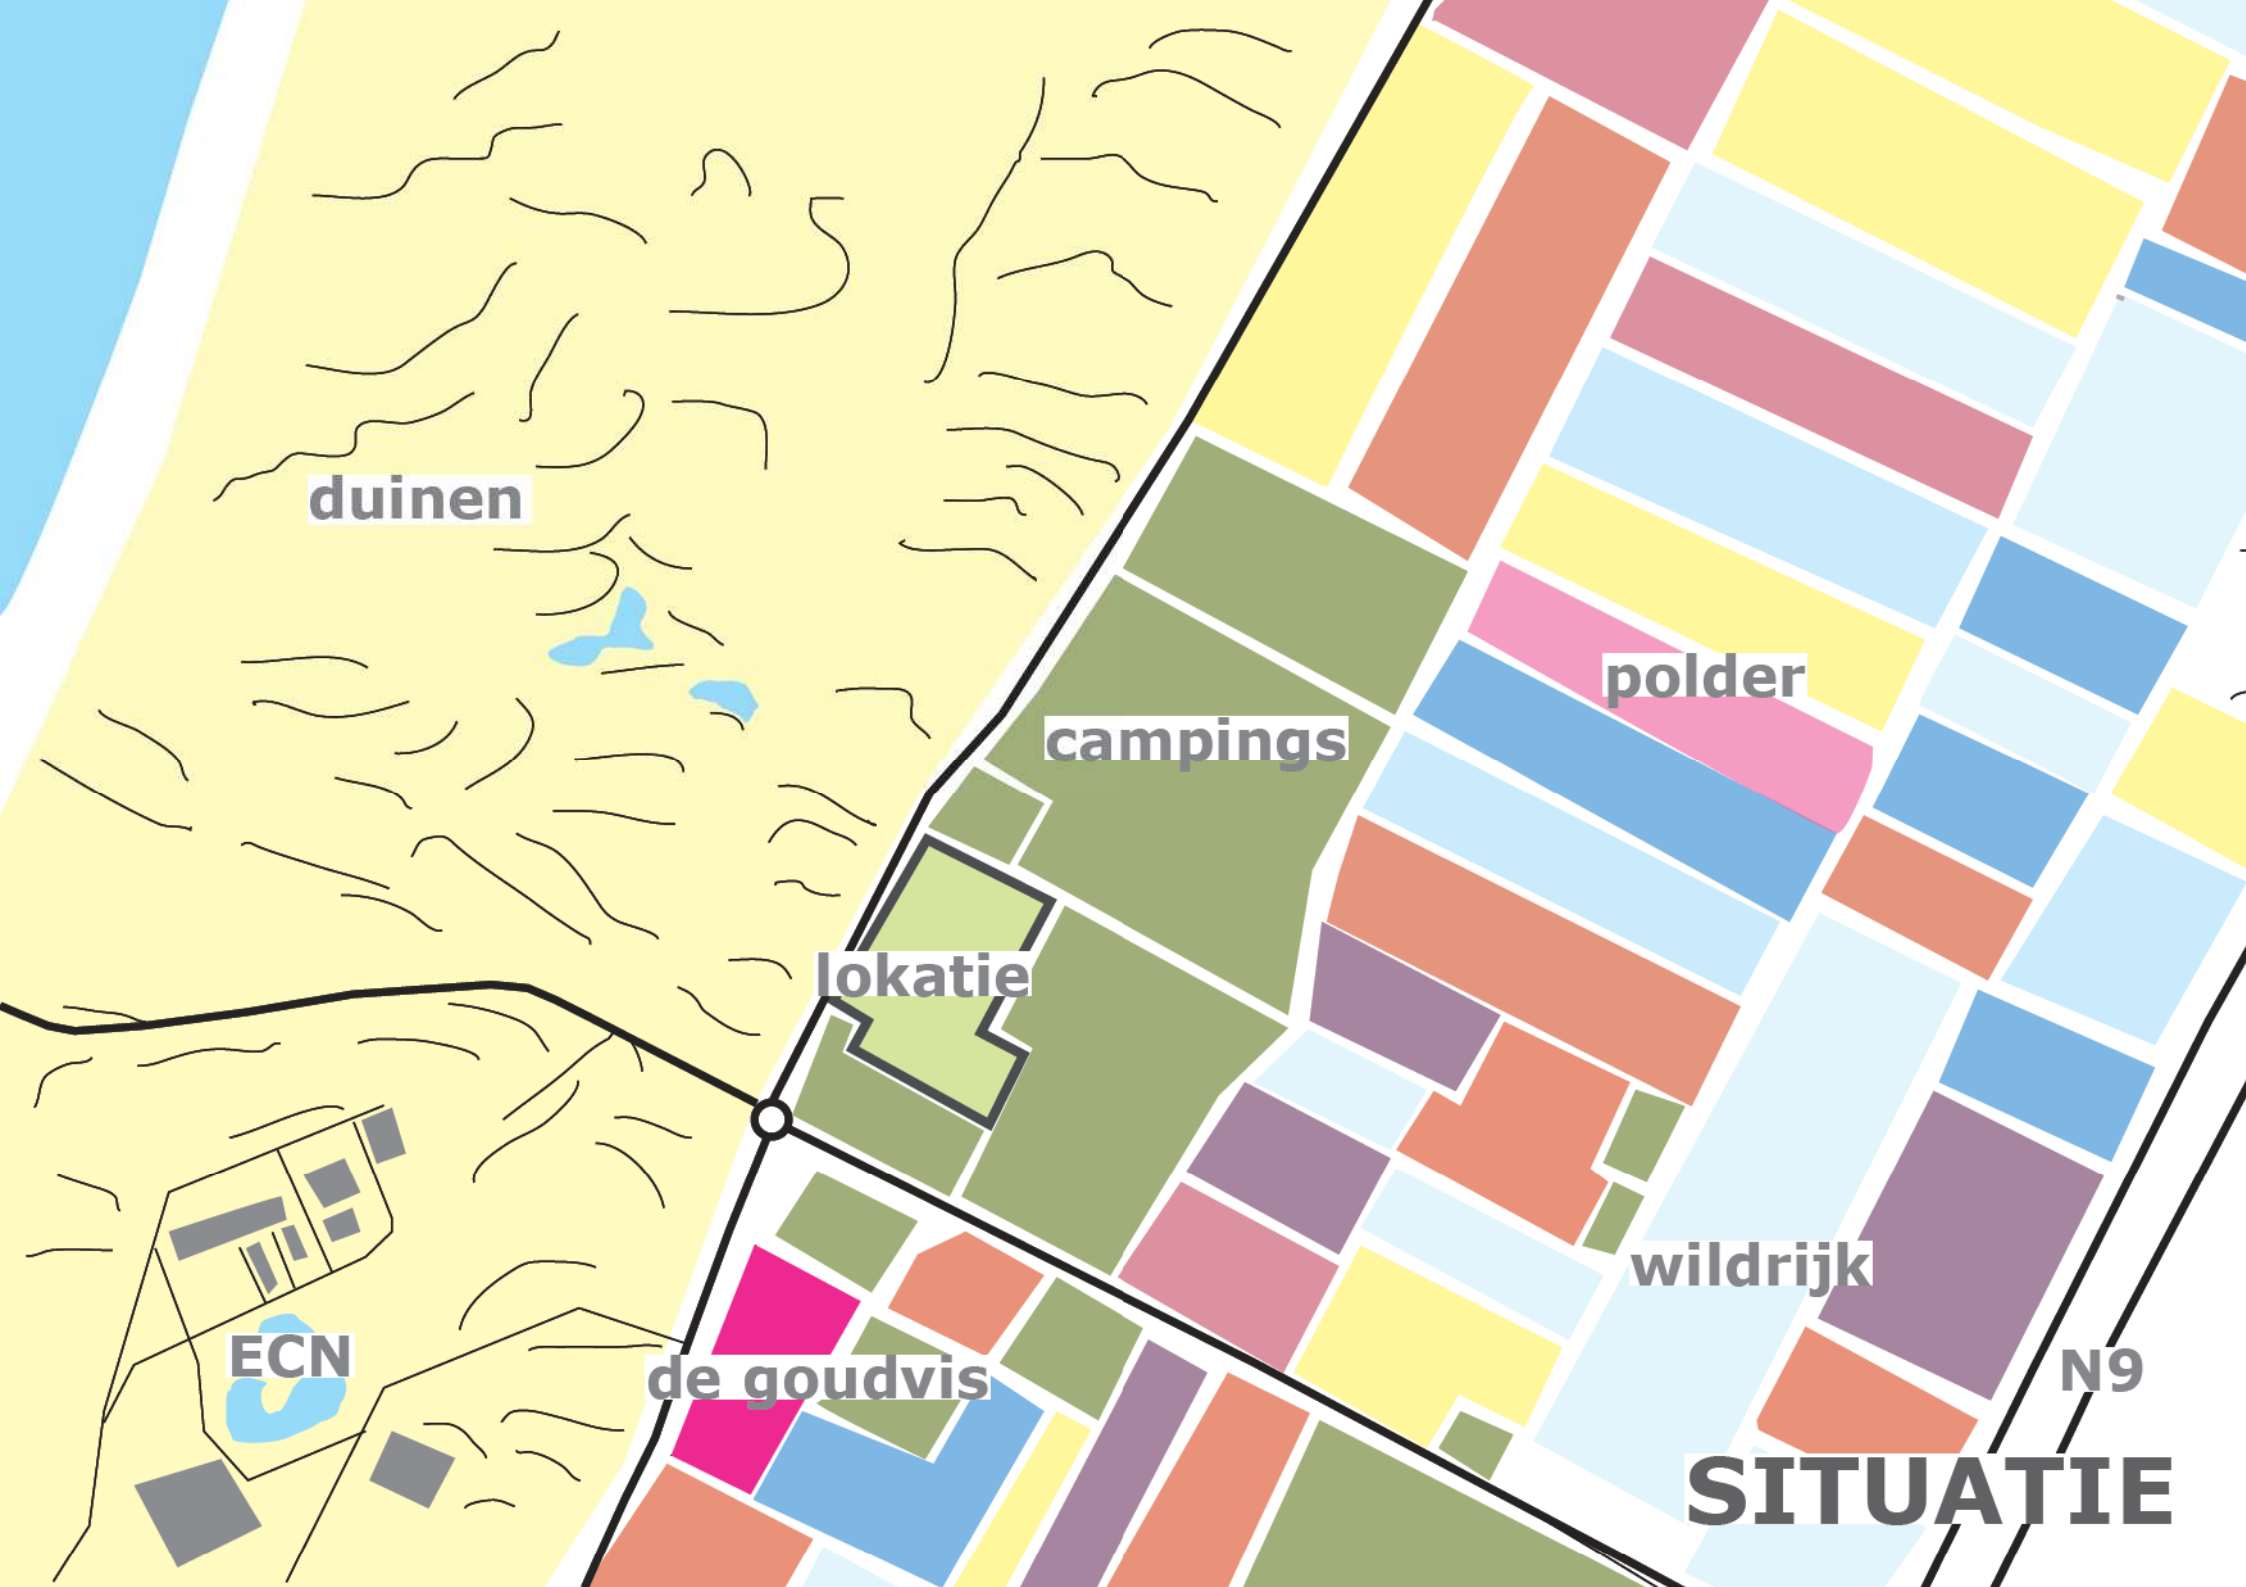 duinen
polder
campings
lokatie
wildrijk
ECN
de goudvis
N9
SITUATIE